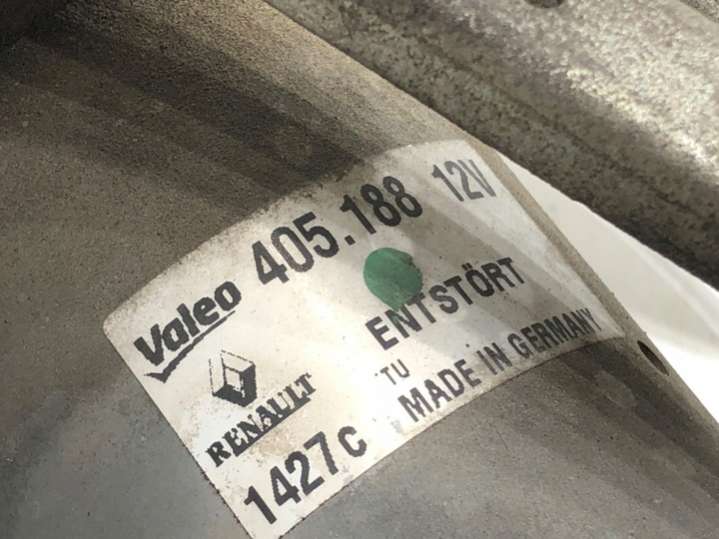 Valeo 405.188 12V
ENTSTÖRT
RENAULT TU
1427C MADE IN GERMANY